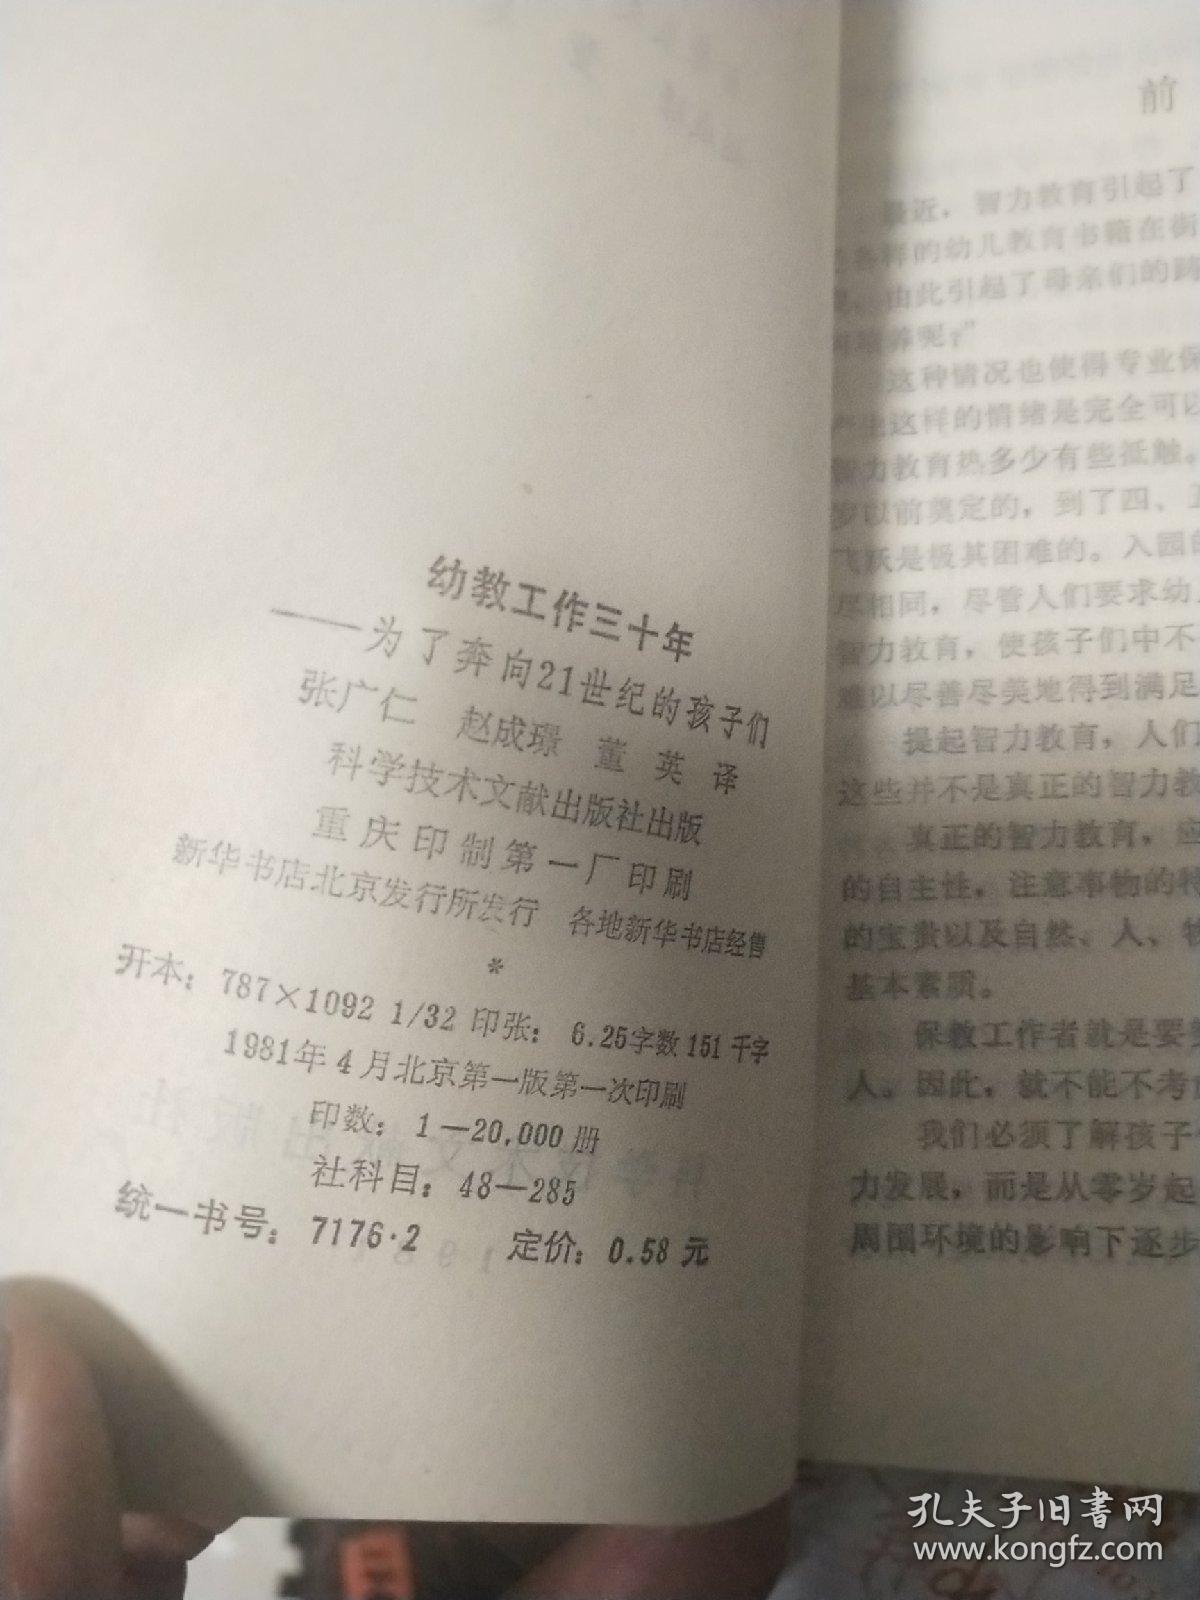 幼教工作三十年
——为了奔向21世纪的孩子们
张广仁 赵成璟 董英 译
科学技术文献出版社出版
重庆印制第一厂印刷
新华书店北京发行所发行 各地新华书店经售
*
开本：787×1092 1/32 印张：6.25字数151千字
1981年4月北京第一版第一次印刷
印数：1—20,000册
社科目：48—285
统一书号：7176·2 定价：0.58元
前
最近，智力教育引起了
各样的幼儿教育书籍在街
由此引起了母亲们的
养呢？”
这种情况也使得专业保
产生这样的情绪是完全可以
智力教育热多少有些抵触。
岁以前奠定的，到了四、
飞跃是极其困难的。入园的
尽相同，尽管人们要求幼
智力教育，使孩子们中不
难以尽善尽美地得到满足
提起智力教育，人们
这些并不是真正的智力教
真正的智力教育，应
的自主性，注意事物的特
的宝贵以及自然、人、物
基本素质。
保教工作者就是要
人。因此，就不能不考
我们必须了解孩子
力发展，而是从零岁起
周围环境的影响下逐步
孔夫子旧书网
www.kongfz.com